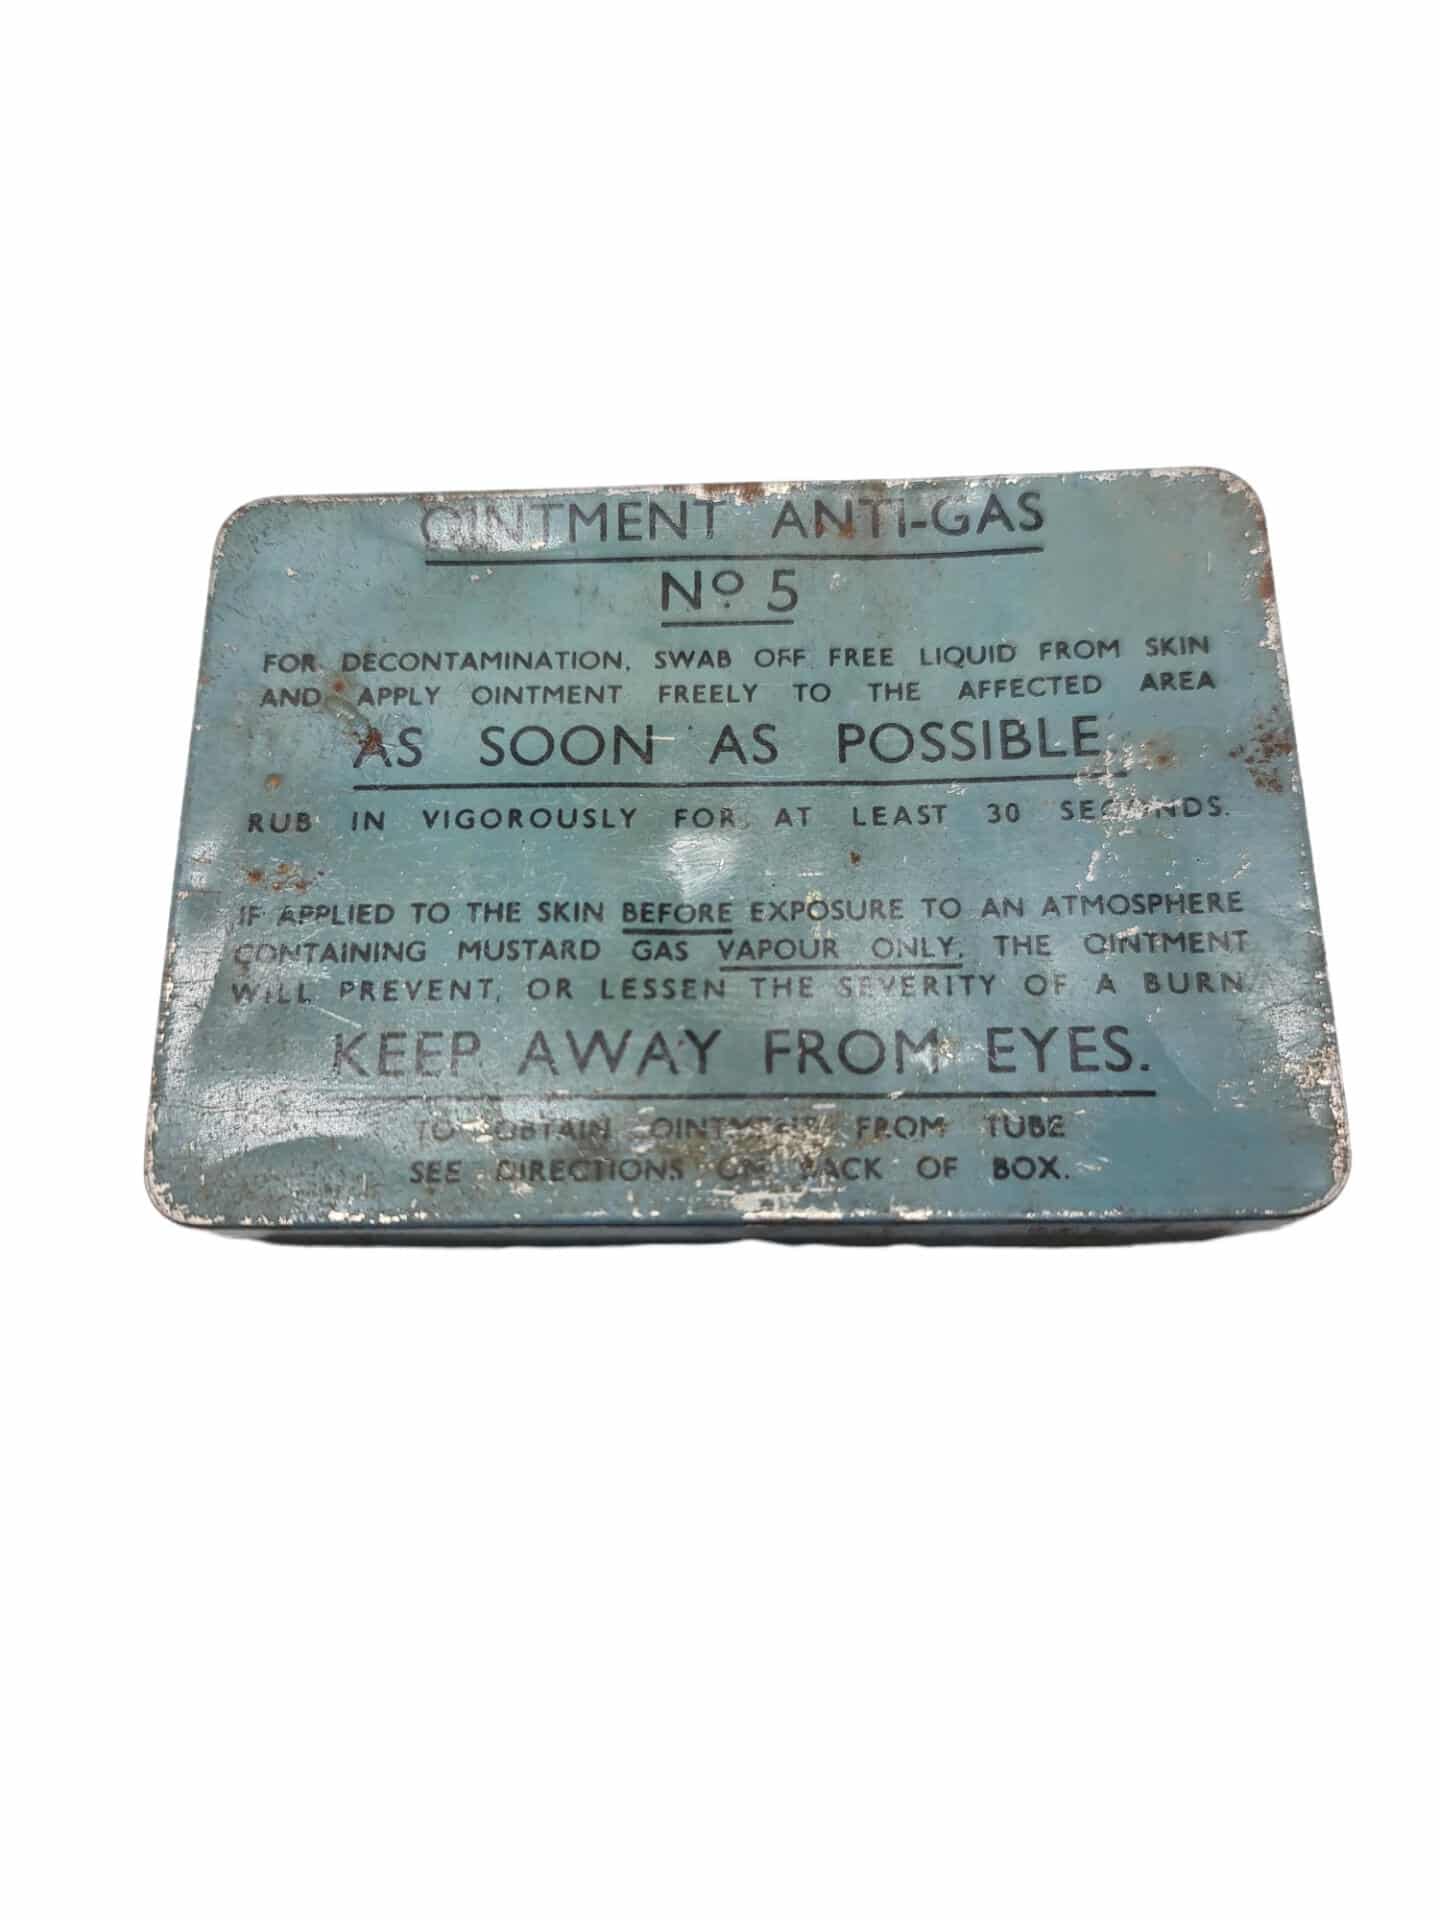 OINTMENT ANTI-GAS
Nº 5
FOR DECONTAMINATION, SWAB OFF FREE LIQUID FROM SKIN
AND APPLY OINTMENT FREELY TO THE AFFECTED AREA
AS SOON AS POSSIBLE.
RUB IN VIGOROUSLY FOR AT LEAST 30 SECONDS.
IF APPLIED TO THE SKIN BEFORE EXPOSURE TO AN ATMOSPHERE
CONTAINING MUSTARD GAS VAPOUR ONLY, THE OINTMENT
WILL PREVENT, OR LESSEN THE SEVERITY OF A BURN.
KEEP AWAY FROM EYES.
TO OBTAIN OINTMENT FROM TUBE
SEE DIRECTIONS ON BACK OF BOX.